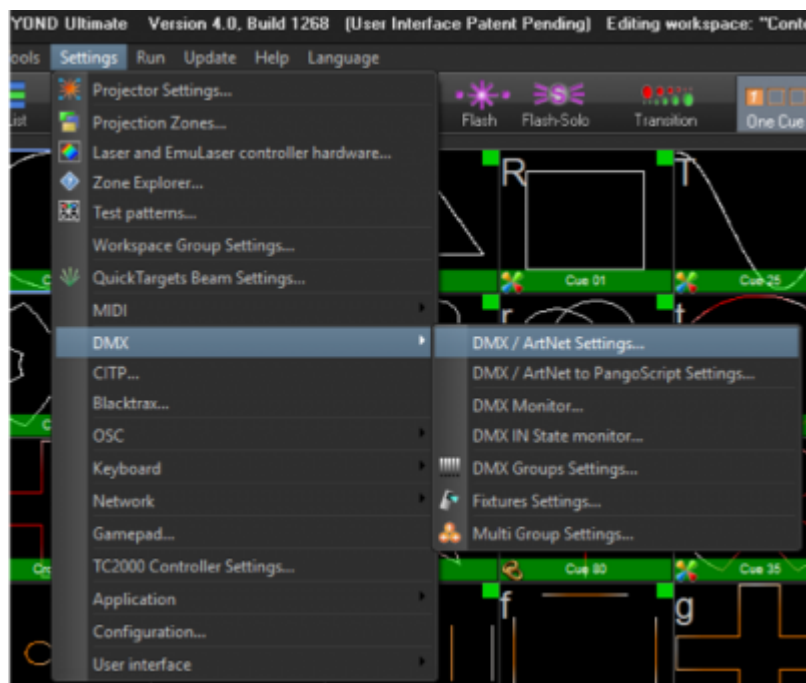 YOND Ultimate Version 4.0, Build 1268 (User Interface Patent Pending) Editing workspace: "Conte
ools Settings Run Update Help Language
ist Flash Flash-Solo Transition One Cue
Projector Settings...
Projection Zones...
Laser and EmuLaser controller hardware...
Zone Explorer...
Test patterns...
Workspace Group Settings...
QuickTargets Beam Settings...
MIDI
DMX
CITP...
Blacktrax...
OSC
Keyboard
Network
Gamepad...
TC2000 Controller Settings...
Application
Configuration...
User interface
DMX / ArtNet Settings...
DMX / ArtNet to PangoScript Settings...
DMX Monitor...
DMX IN State monitor...
DMX Groups Settings...
Fixtures Settings...
Multi Group Settings...
R T
Cue 01 Cue 25
r t
Cue 80 Cue 35
f g